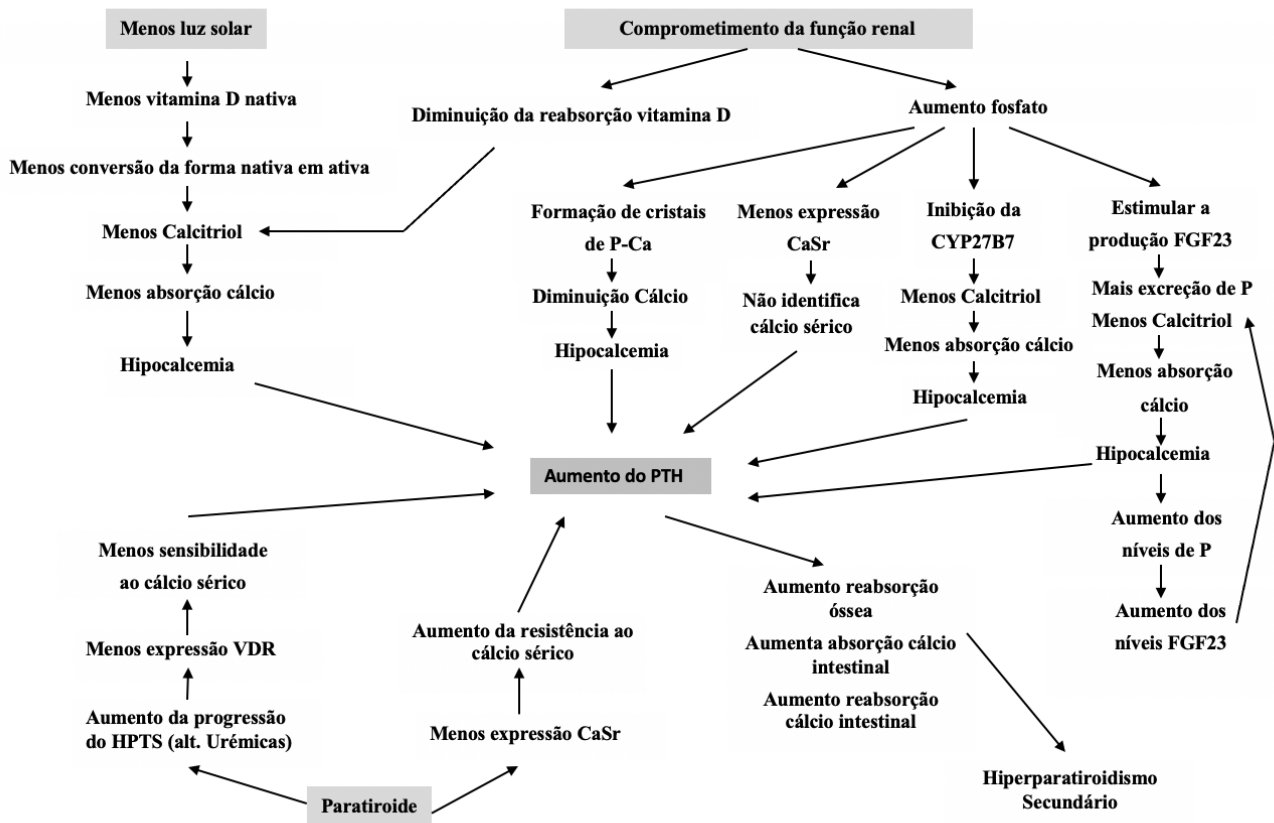 Menos luz solar
Comprometimento da função renal
Menos vitamina D nativa
Diminuição da reabsorção vitamina D
Aumento fosfato
Menos conversão da forma nativa em ativa
Menos Calcitriol
Menos absorção cálcio
Hipocalcemia
Formação de cristais
de P-Ca
Diminuição Cálcio
Hipocalcemia
Menos expressão
CaSr
Não identifica
cálcio sérico
Inibição da
CYP27B7
Menos Calcitriol
Menos absorção cálcio
Hipocalcemia
Estimular a
produção FGF23
Mais excreção de P
Menos Calcitriol
Menos absorção
cálcio
Hipocalcemia
Aumento dos
níveis de P
Aumento dos
níveis FGF23
Aumento do PTH
Menos sensibilidade
ao cálcio sérico
Menos expressão VDR
Aumento da progressão
do HPTS (alt. Urémicas)
Aumento da resistência ao
cálcio sérico
Menos expressão CaSr
Paratiroide
Aumento reabsorção
óssea
Aumenta absorção cálcio
intestinal
Aumento reabsorção
cálcio intestinal
Hiperparatiroidismo
Secundário